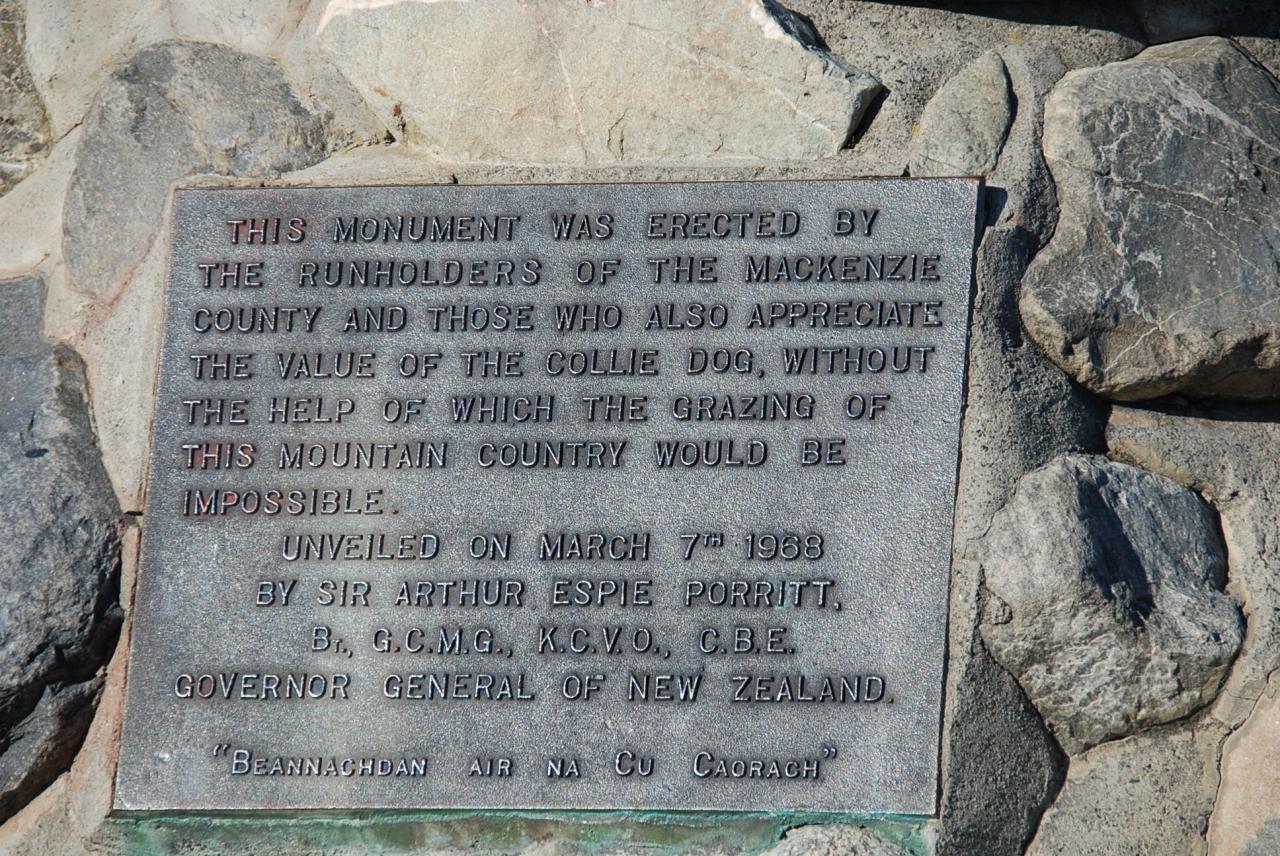 THIS MONUMENT WAS ERECTED BY
THE RUNHOLDERS OF THE MACKENZIE
COUNTY AND THOSE WHO ALSO APPRECIATE
THE VALUE OF THE COLLIE DOG, WITHOUT
THE HELP OF WHICH THE GRAZING OF
THIS MOUNTAIN COUNTRY WOULD BE
IMPOSSIBLE.
UNVEILED ON MARCH 7TH 1968
BY SIR ARTHUR ESPIE PORRITT,
BT., G.C.M.G., K.C.V.O., C.B.E.
GOVERNOR GENERAL OF NEW ZEALAND.
"BEANNACHDAN AIR NA CU CAORACH"